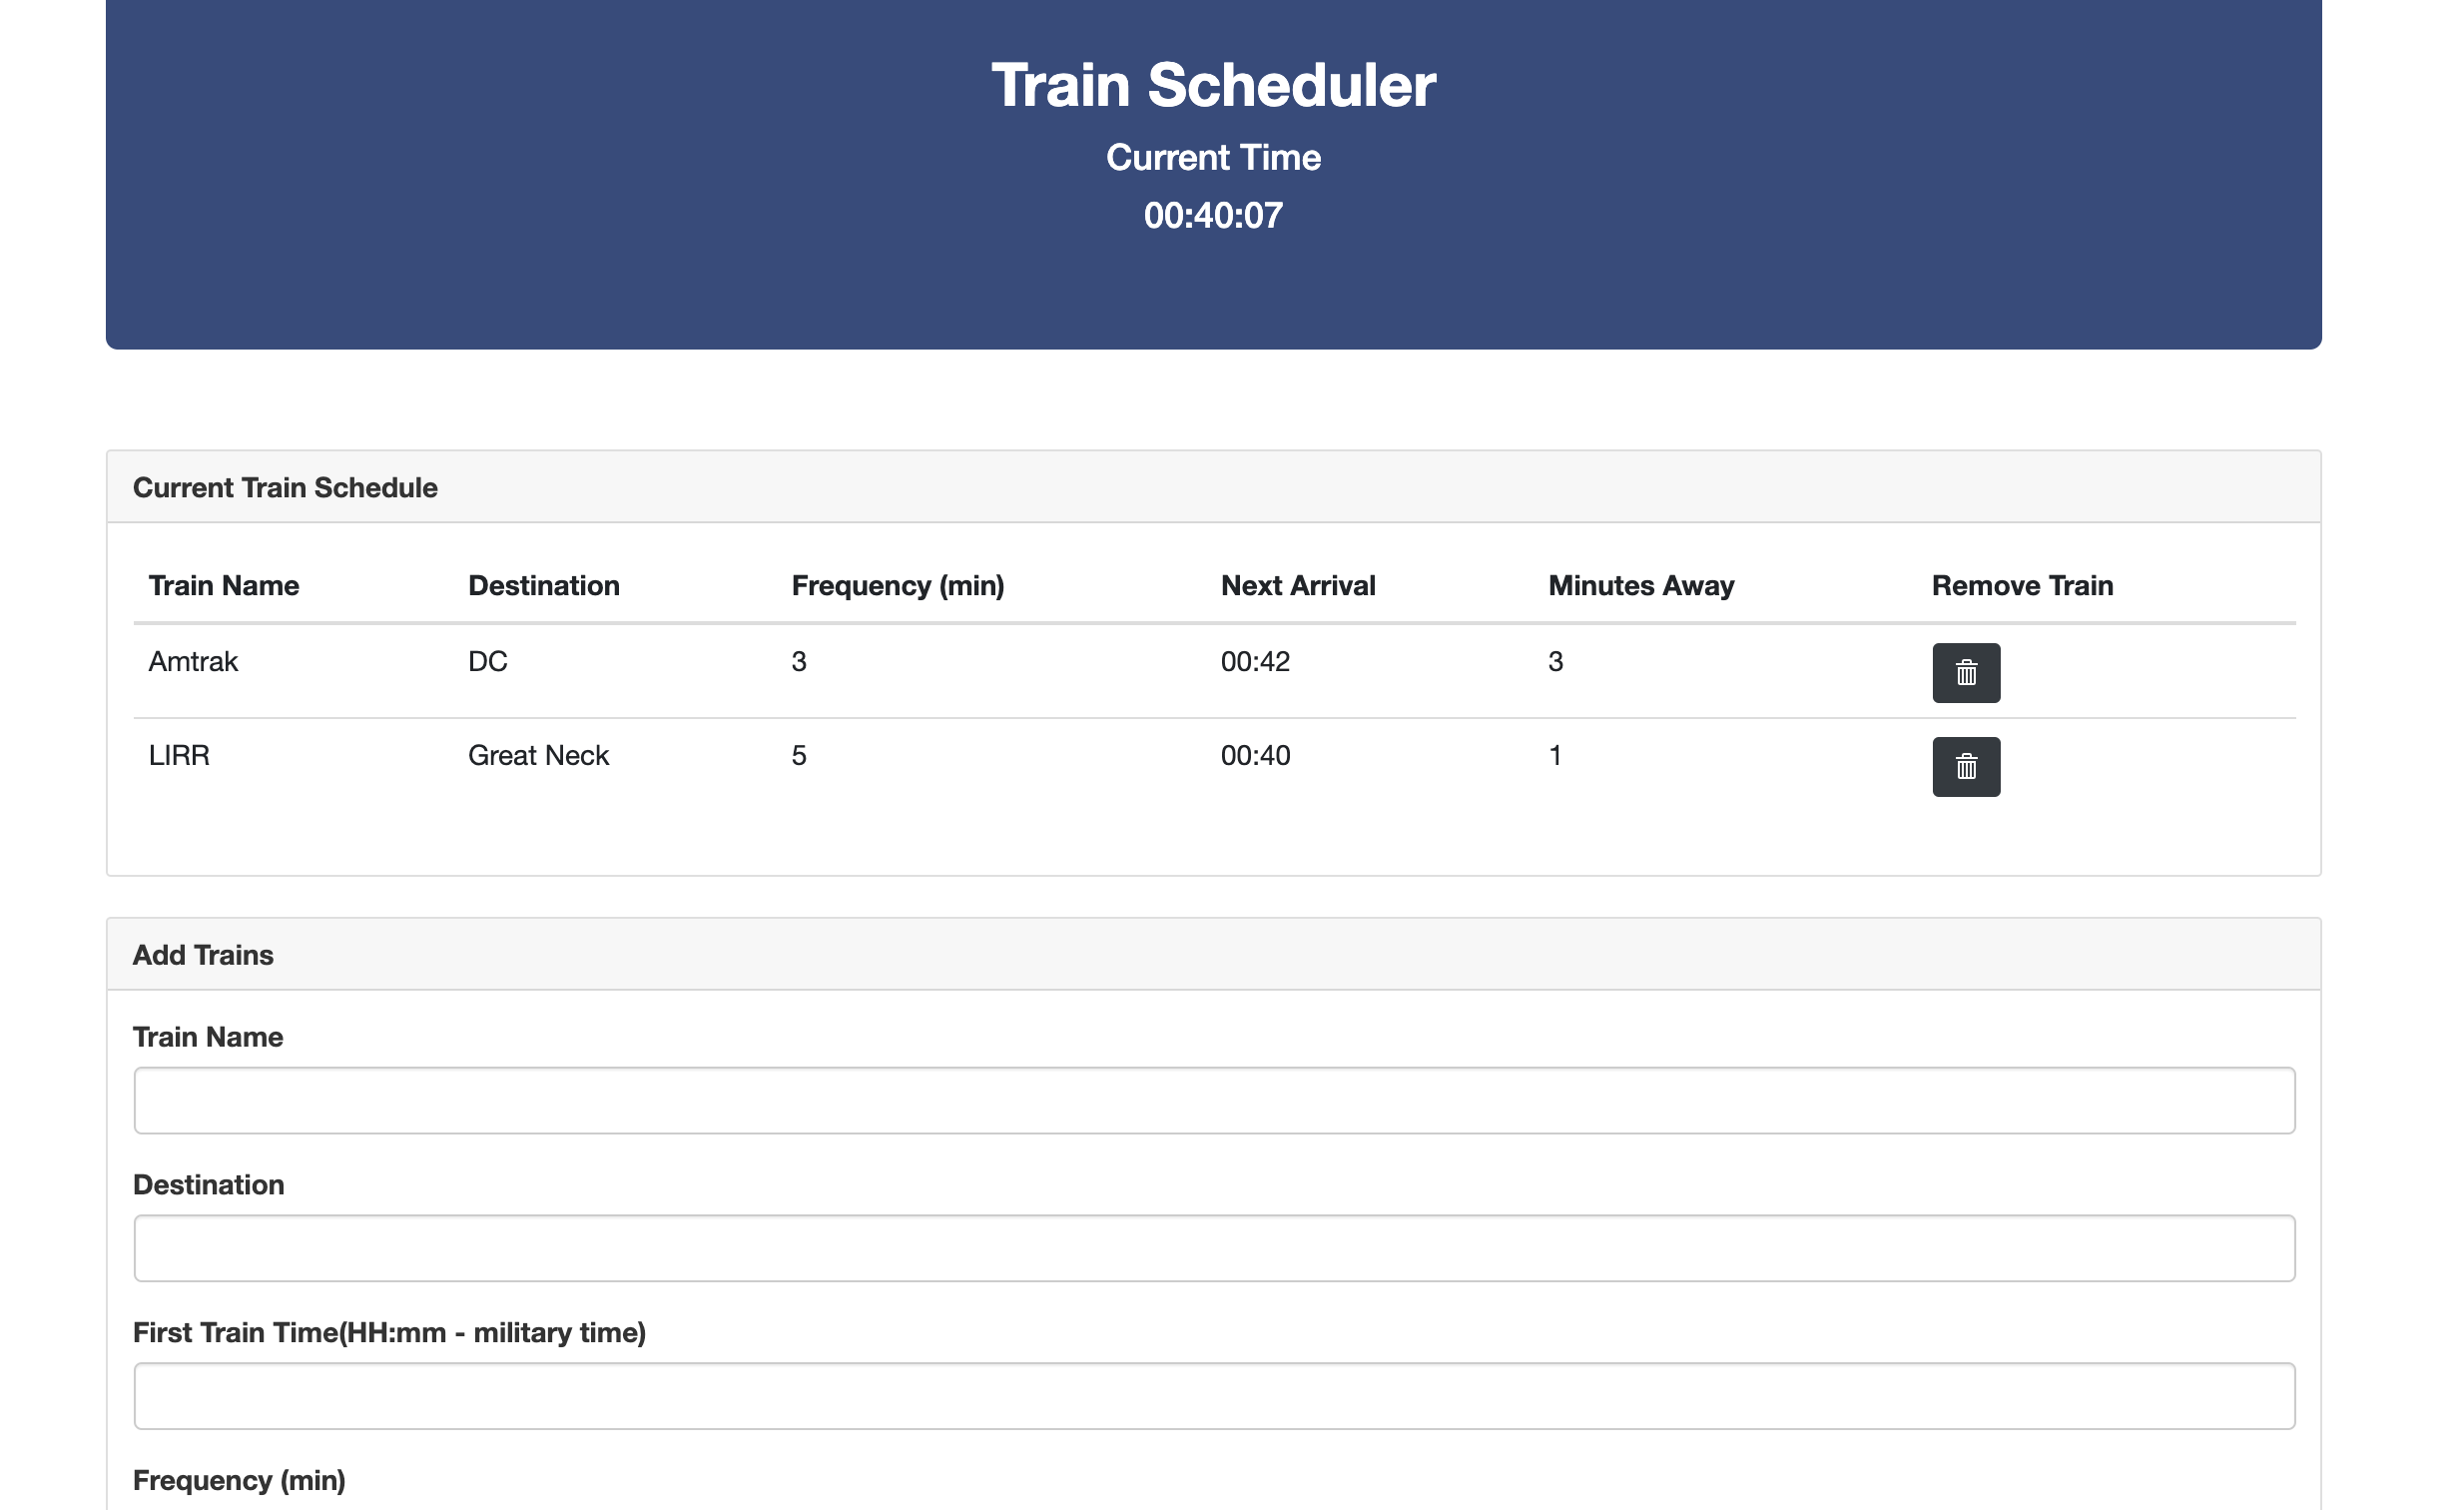 Train Scheduler
Current Time
00:40:07
Current Train Schedule
Train Name Destination Frequency (min) Next Arrival Minutes Away Remove Train
Amtrak DC 3 00:42 3
LIRR Great Neck 5 00:40 1
Add Trains
Train Name
Destination
First Train Time(HH:mm - military time)
Frequency (min)